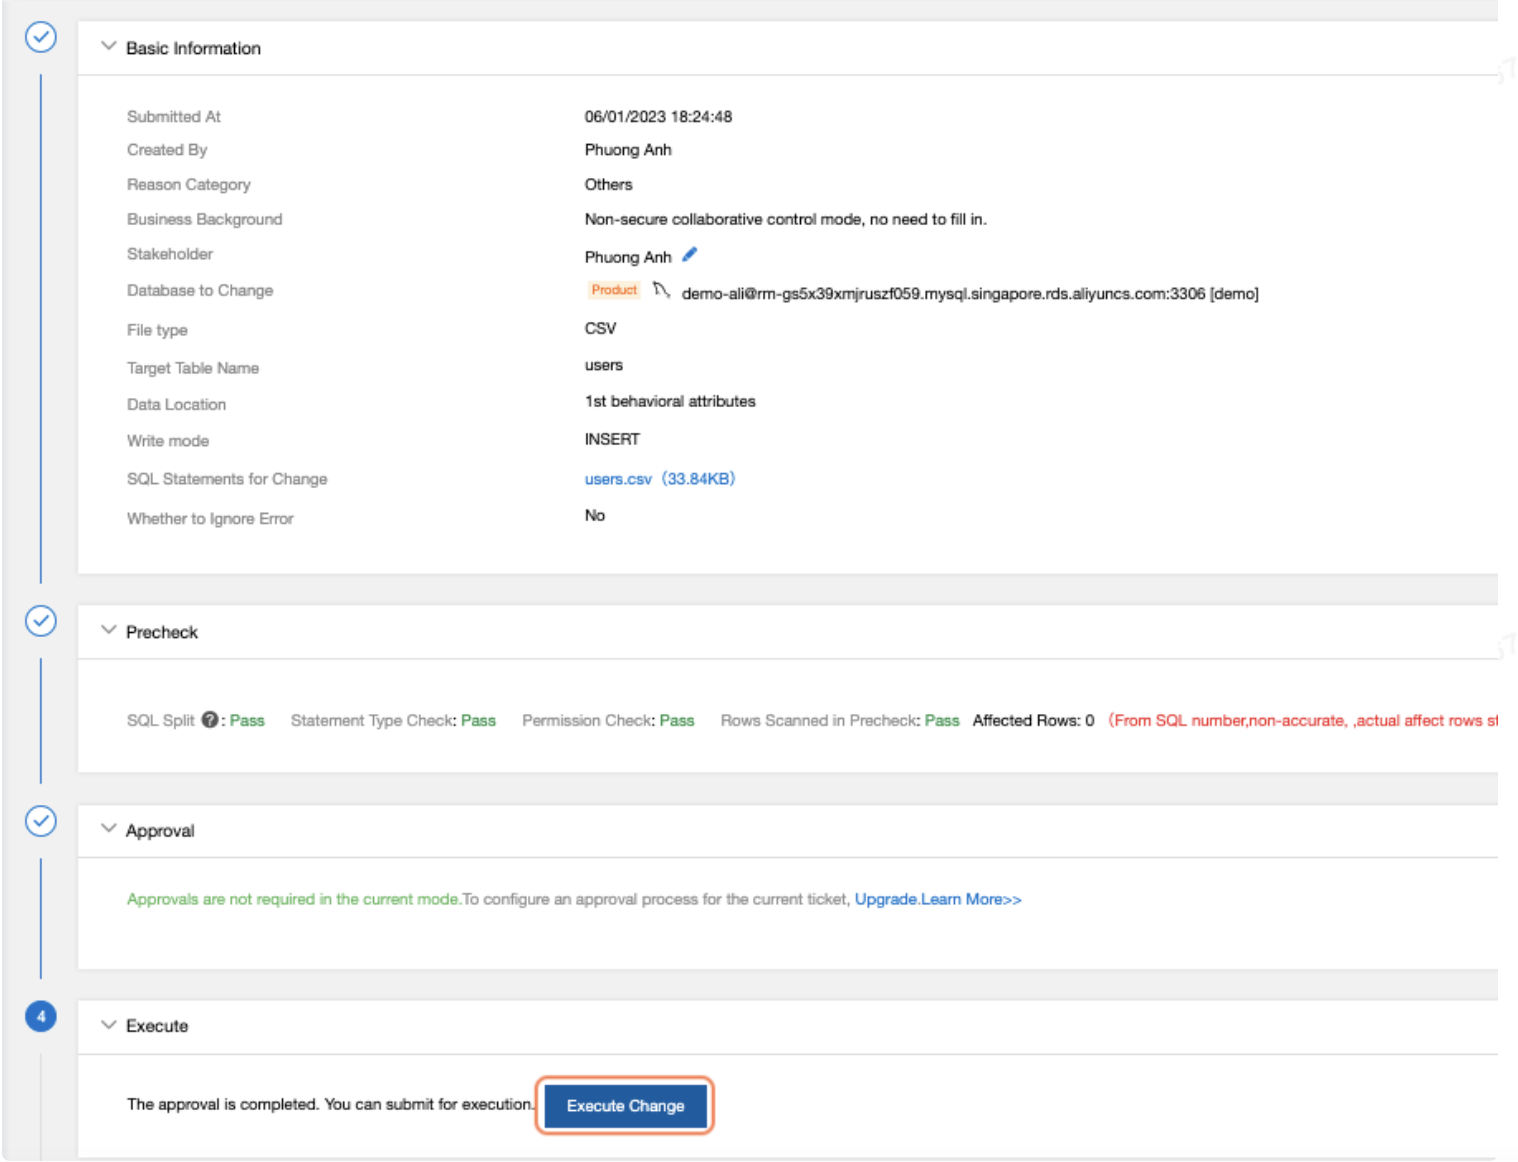 Basic Information
Submitted At 06/01/2023 18:24:48
Created By Phuong Anh
Reason Category Others
Business Background Non-secure collaborative control mode, no need to fill in.
Stakeholder Phuong Anh
Database to Change Product demo-ali@rm-gs5x39xmjruszf059.mysql.singapore.rds.aliyuncs.com:3306 [demo]
File type CSV
Target Table Name users
Data Location 1st behavioral attributes
Write mode INSERT
SQL Statements for Change users.csv（33.84KB）
Whether to Ignore Error No
Precheck
SQL Split ?: Pass Statement Type Check: Pass Permission Check: Pass Rows Scanned in Precheck: Pass Affected Rows: 0 （From SQL number,non-accurate, ,actual affect rows st
Approval
Approvals are not required in the current mode.To configure an approval process for the current ticket, Upgrade.Learn More>>
4 Execute
The approval is completed. You can submit for execution. Execute Change